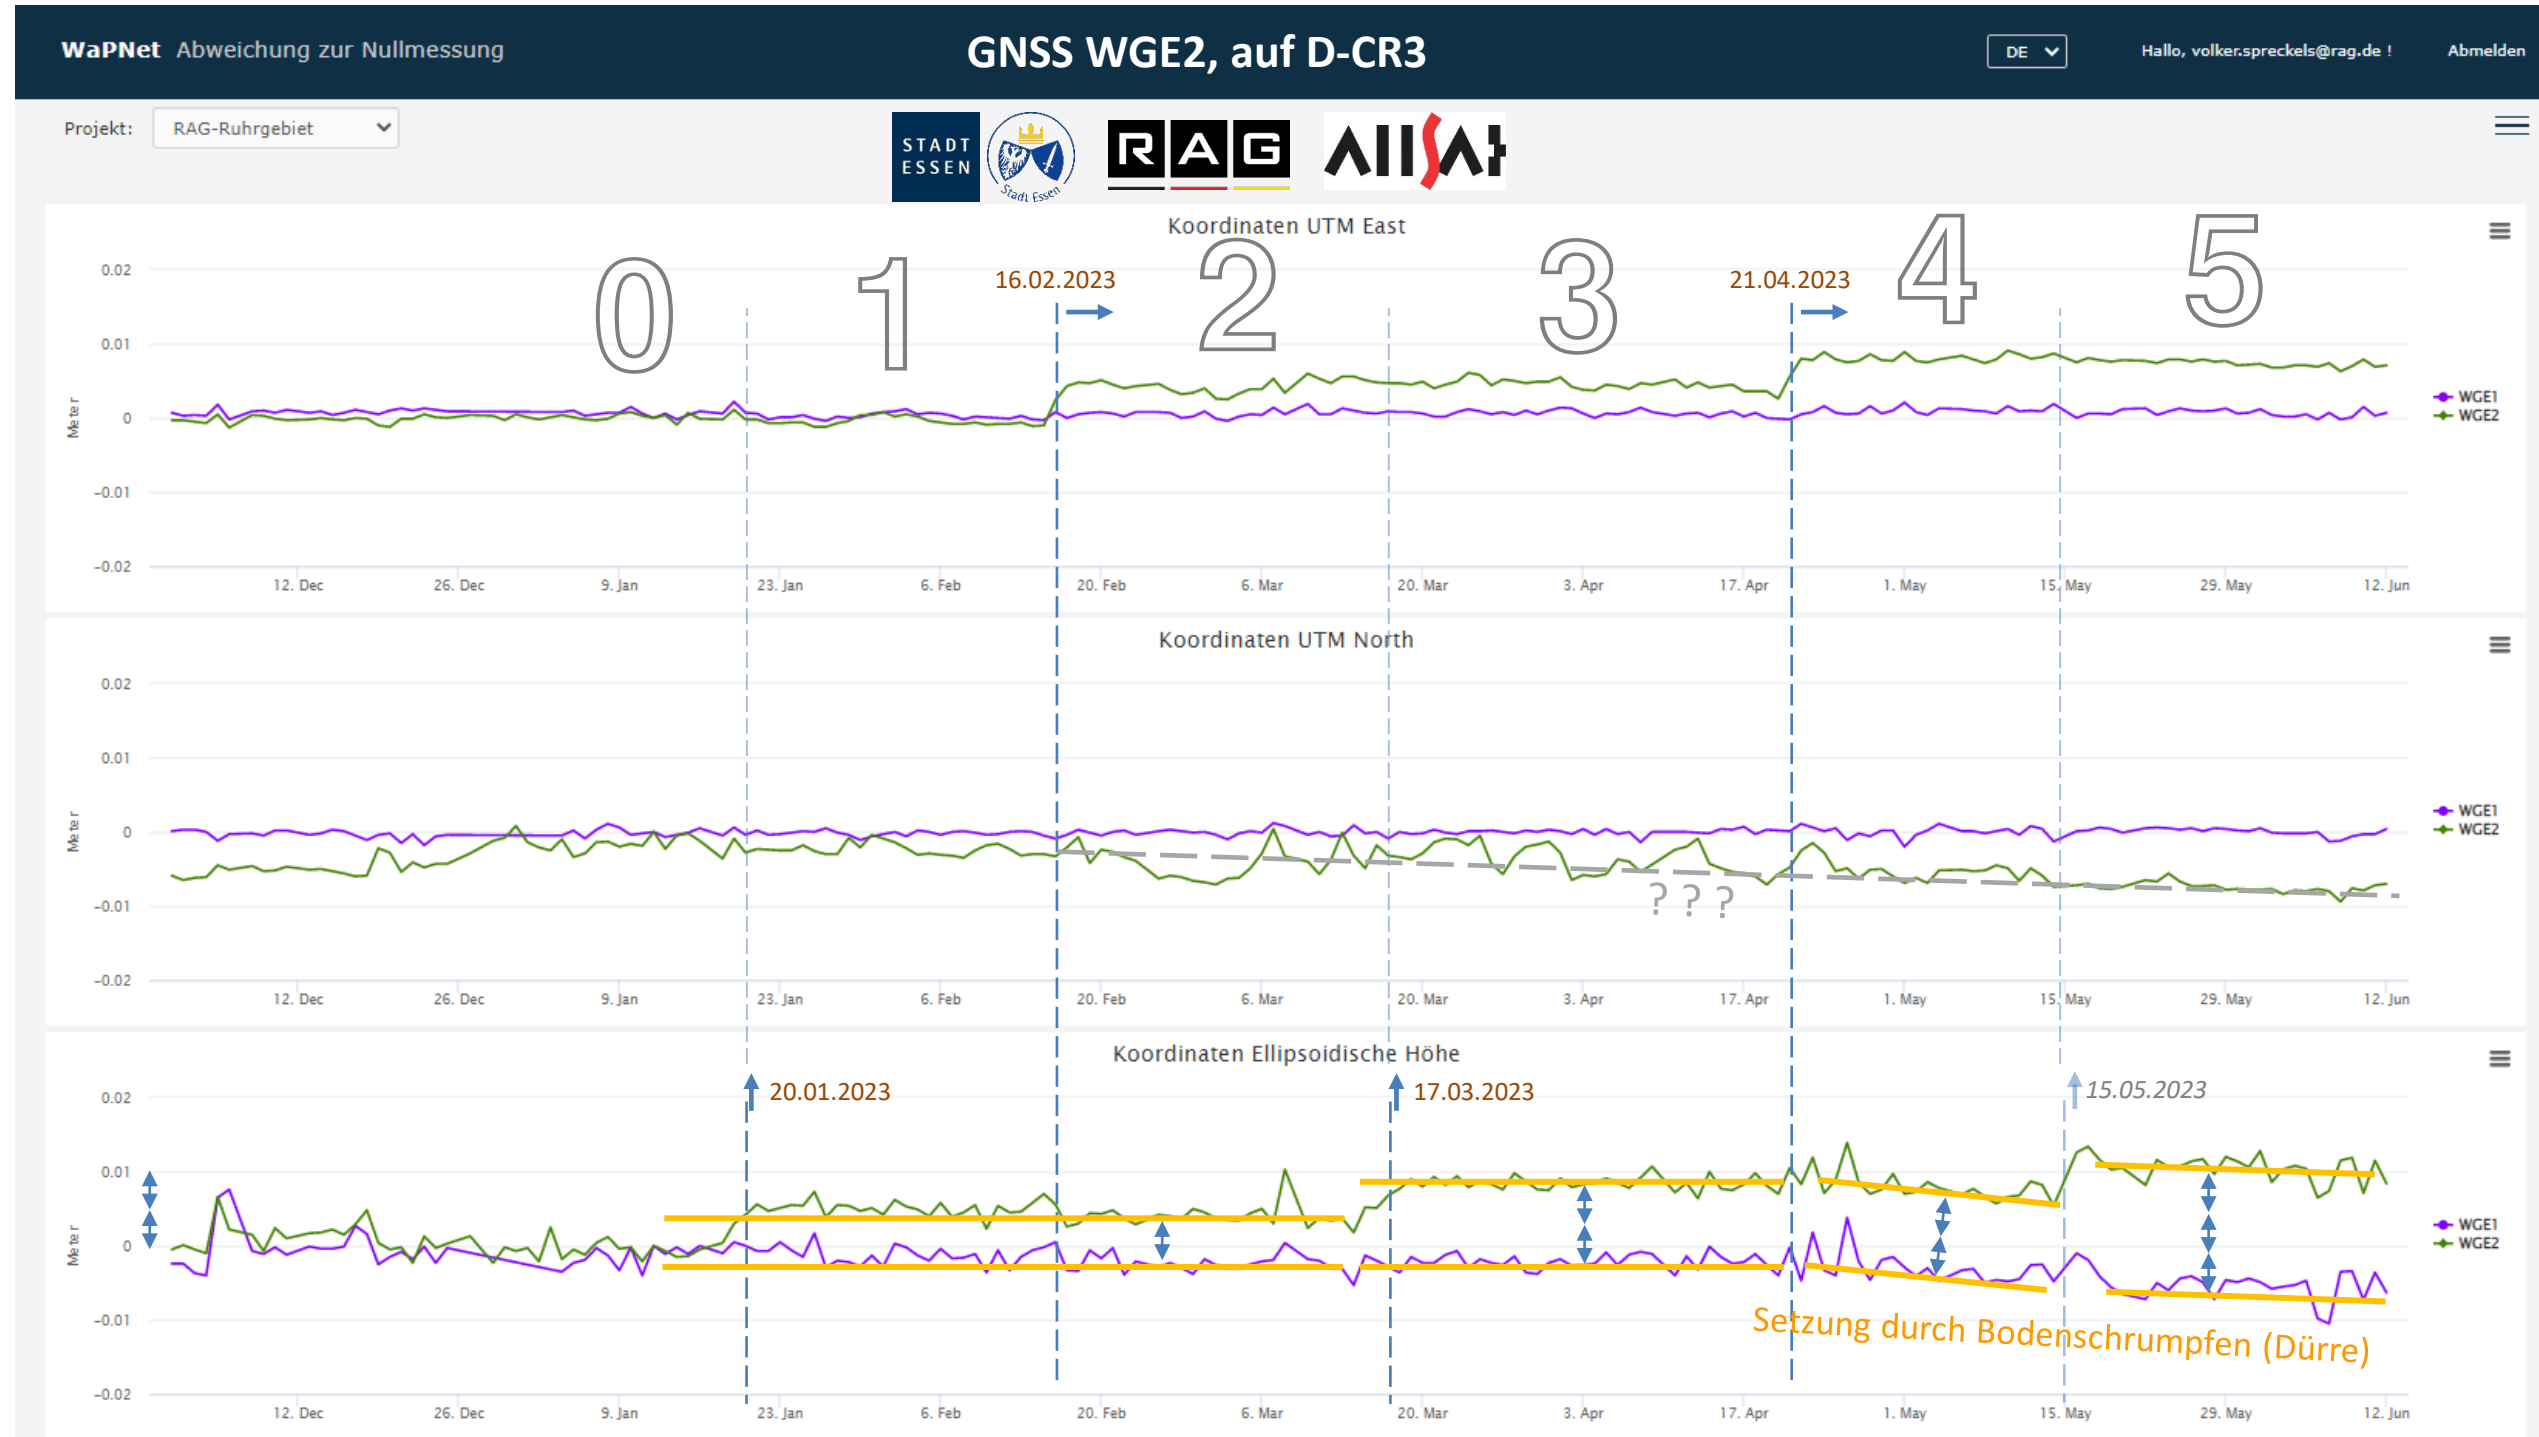 WaPNet Abweichung zur Nullmessung
GNSS WGE2, auf D-CR3
DE
Hallo, volker.spreckels@rag.de !
Abmelden
Projekt:
RAG-Ruhrgebiet
STADT
ESSEN
Stadt Essen
RAG
AllSAt
Koordinaten UTM East
0 1 2 3 4 5
16.02.2023
21.04.2023
0.02
0.01
0
-0.01
-0.02
Meter
12. Dec 26. Dec 9. Jan 23. Jan 6. Feb 20. Feb 6. Mar 20. Mar 3. Apr 17. Apr 1. May 15. May 29. May 12. Jun
WGE1
WGE2
Koordinaten UTM North
0.02
0.01
0
-0.01
-0.02
Meter
? ? ?
12. Dec 26. Dec 9. Jan 23. Jan 6. Feb 20. Feb 6. Mar 20. Mar 3. Apr 17. Apr 1. May 15. May 29. May 12. Jun
WGE1
WGE2
Koordinaten Ellipsoidische Höhe
20.01.2023
17.03.2023
15.05.2023
0.02
0.01
0
-0.01
-0.02
Meter
Setzung durch Bodenschrumpfen (Dürre)
12. Dec 26. Dec 9. Jan 23. Jan 6. Feb 20. Feb 6. Mar 20. Mar 3. Apr 17. Apr 1. May 15. May 29. May 12. Jun
WGE1
WGE2